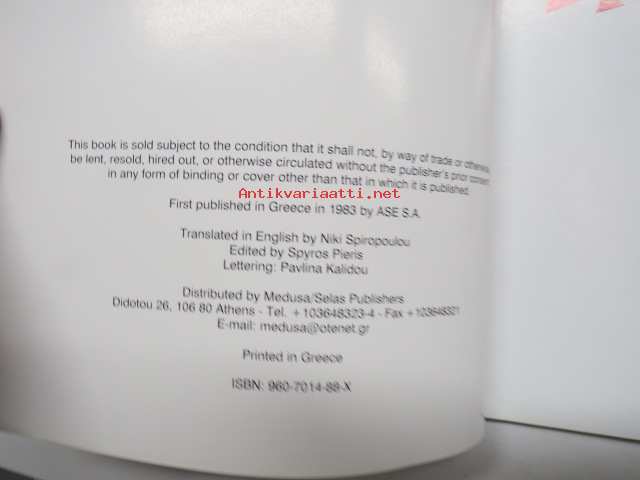 This book is sold subject to the condition that it shall not, by way of trade or otherwise,
be lent, resold, hired out, or otherwise circulated without the publisher's prior consent
in any form of binding or cover other than that in which it is published.
Antikvariaatti.net
First published in Greece in 1983 by ASE S.A.
Translated in English by Niki Spiropoulou
Edited by Spyros Pieris
Lettering: Pavlina Kalidou
Distributed by Medusa/Selas Publishers
Didotou 26, 106 80 Athens - Tel. +103648323-4 - Fax +103648321
E-mail: medusa@otenet.gr
Printed in Greece
ISBN: 960-7014-88-X